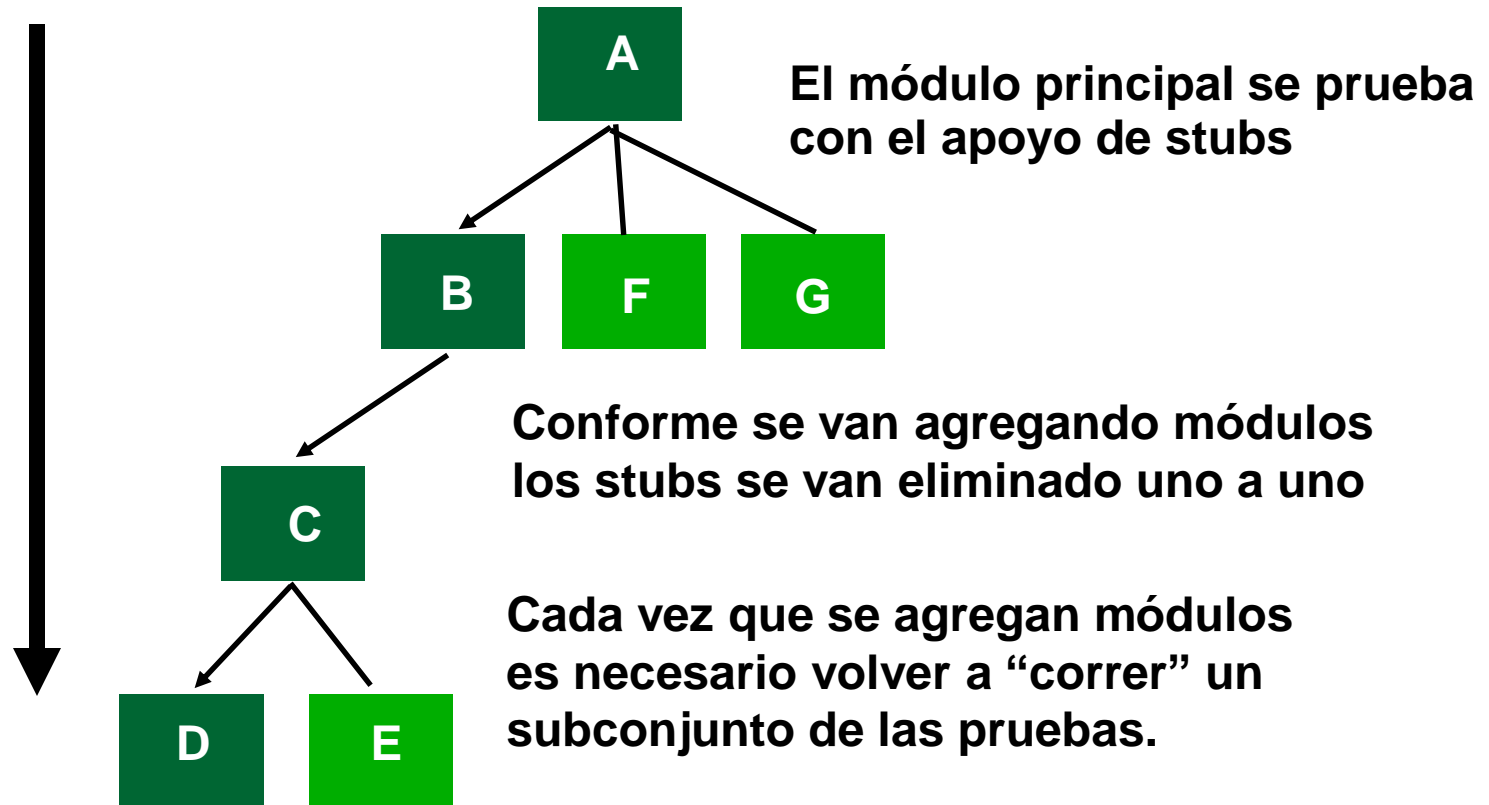 A
El módulo principal se prueba
con el apoyo de stubs
B
F
G
Conforme se van agregando módulos
los stubs se van eliminado uno a uno
C
Cada vez que se agregan módulos
es necesario volver a “correr” un
subconjunto de las pruebas.
D
E